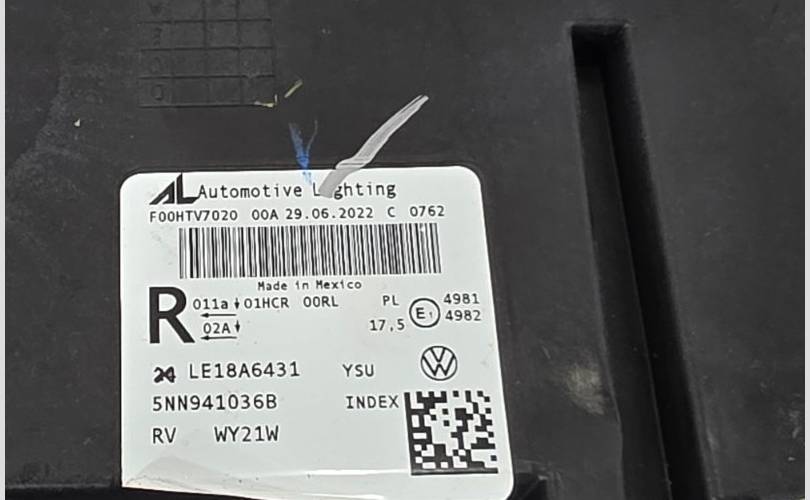 AL Automotive Lighting
F00HTV7020 00A 29.06.2022 C 0762
Made in Mexico
R 011a 01HCR 00RL PL E1 4981
02A 17,5 4982
LE18A6431 YSU
5NN941036B INDEX
RV WY21W